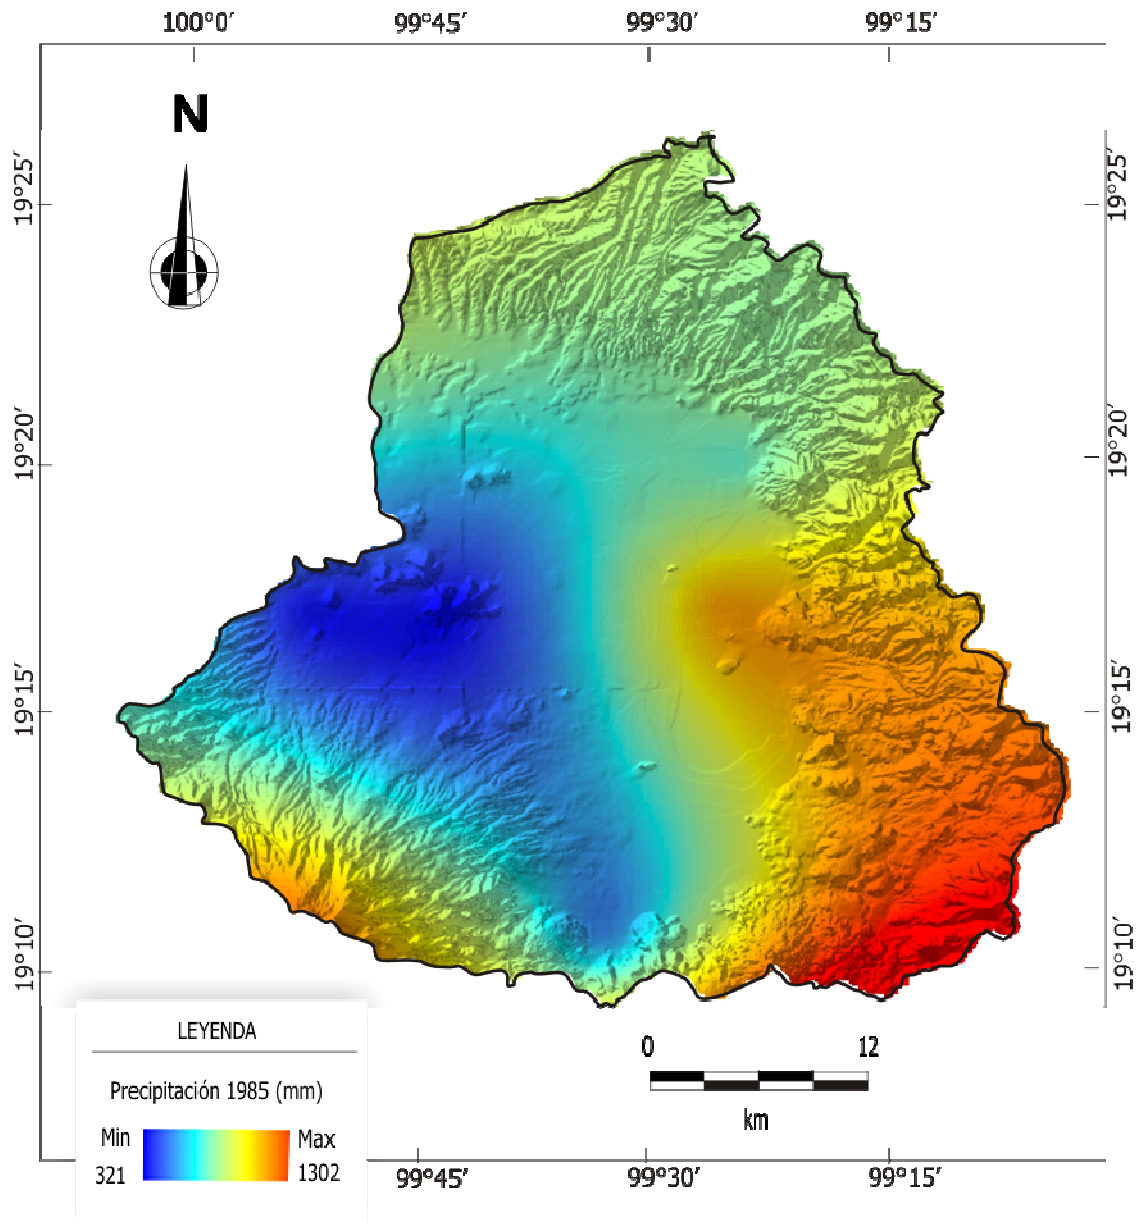 100°0′ 99°45′ 99°30′ 99°15′
N
19°25′ 19°25′
19°20′ 19°20′
19°15′ 19°15′
19°10′ 19°10′
LEYENDA
Precipitación 1985 (mm)
Min Max
321 1302
0 12
km
99°45′ 99°30′ 99°15′